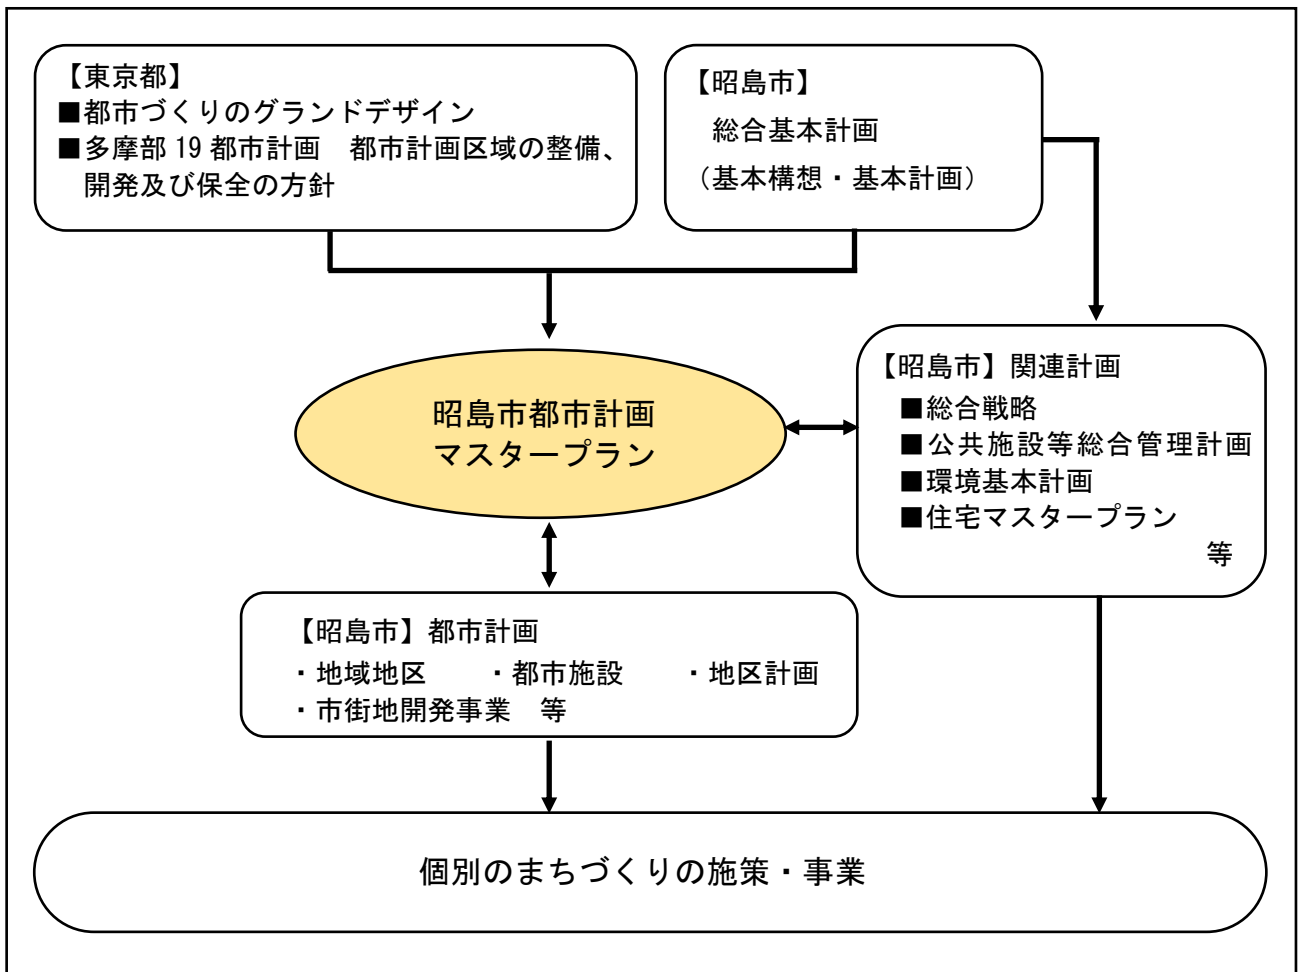 【東京都】
■都市づくりのグランドデザイン
■多摩部 19 都市計画　都市計画区域の整備、
開発及び保全の方針
【昭島市】
総合基本計画
（基本構想・基本計画）
昭島市都市計画
マスタープラン
【昭島市】関連計画
■総合戦略
■公共施設等総合管理計画
■環境基本計画
■住宅マスタープラン
等
【昭島市】都市計画
・地域地区　　・都市施設　　・地区計画
・市街地開発事業　等
個別のまちづくりの施策・事業